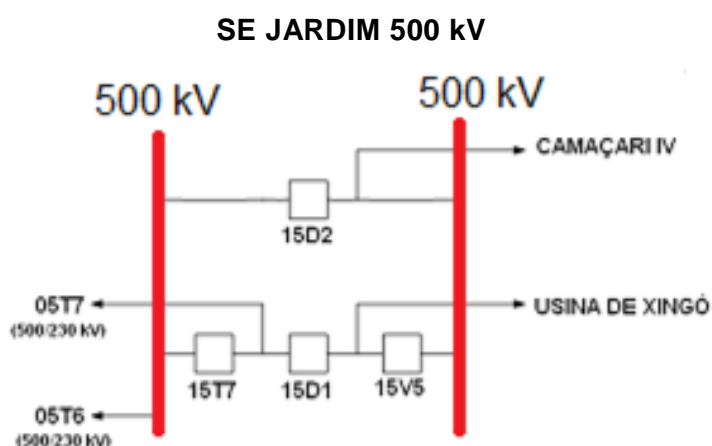 SE JARDIM 500 kV
500 kV
500 kV
CAMAÇARI IV
15D2
05T7
(500/230 kV)
USINA DE XINGÓ
15T7
15D1
15V5
05T6
(500/230 kV)